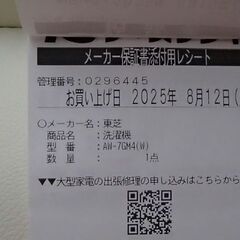 メーカー保証書添付用レシート
管理番号:0296445
お買い上げ日 2025年 8月12日(
○メーカー名:東芝
商品名:洗濯機
型番:AW-7GM4(W)
数量:1点
▼▼大型家電の出張修理の申し込みはこちらから